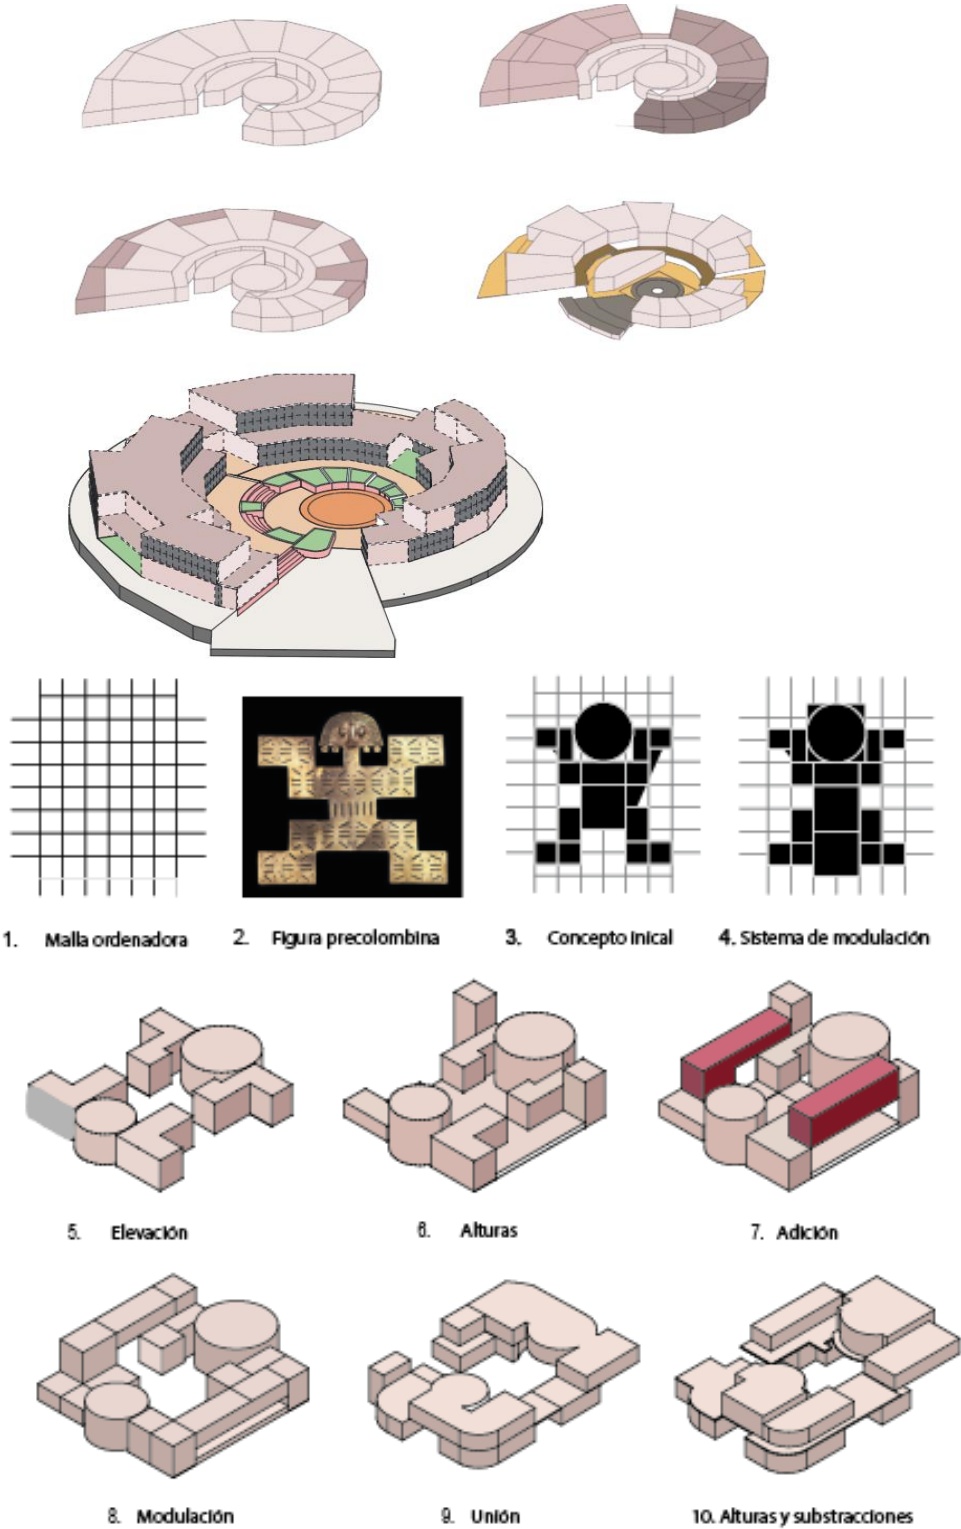 1. Malla ordenadora
2. Figura precolombina
3. Concepto inical
4. Sistema de modulación
5. Elevación
6. Alturas
7. Adición
8. Modulación
9. Unión
10. Alturas y substracciones